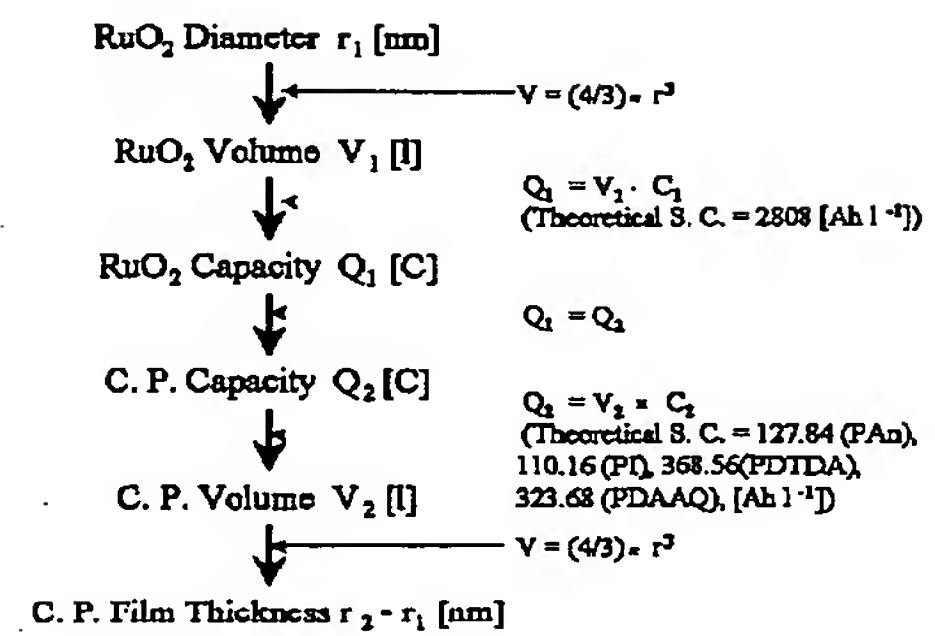 RuO₂ Diameter r₁ [nm]
V = (4/3)π r³
RuO₂ Volume V₁ [l]
Q₁ = V₂ · C₁
(Theoretical S. C. = 2808 [Ah l⁻¹])
RuO₂ Capacity Q₁ [C]
Q₁ = Q₂
C. P. Capacity Q₂ [C]
Q₂ = V₂ × C₂
(Theoretical S. C. = 127.84 (PAn),
110.16 (PI), 368.56(PDTDA),
323.68 (PDAAQ), [Ah l⁻¹])
C. P. Volume V₂ [l]
V = (4/3)π r³
C. P. Film Thickness r₂ - r₁ [nm]